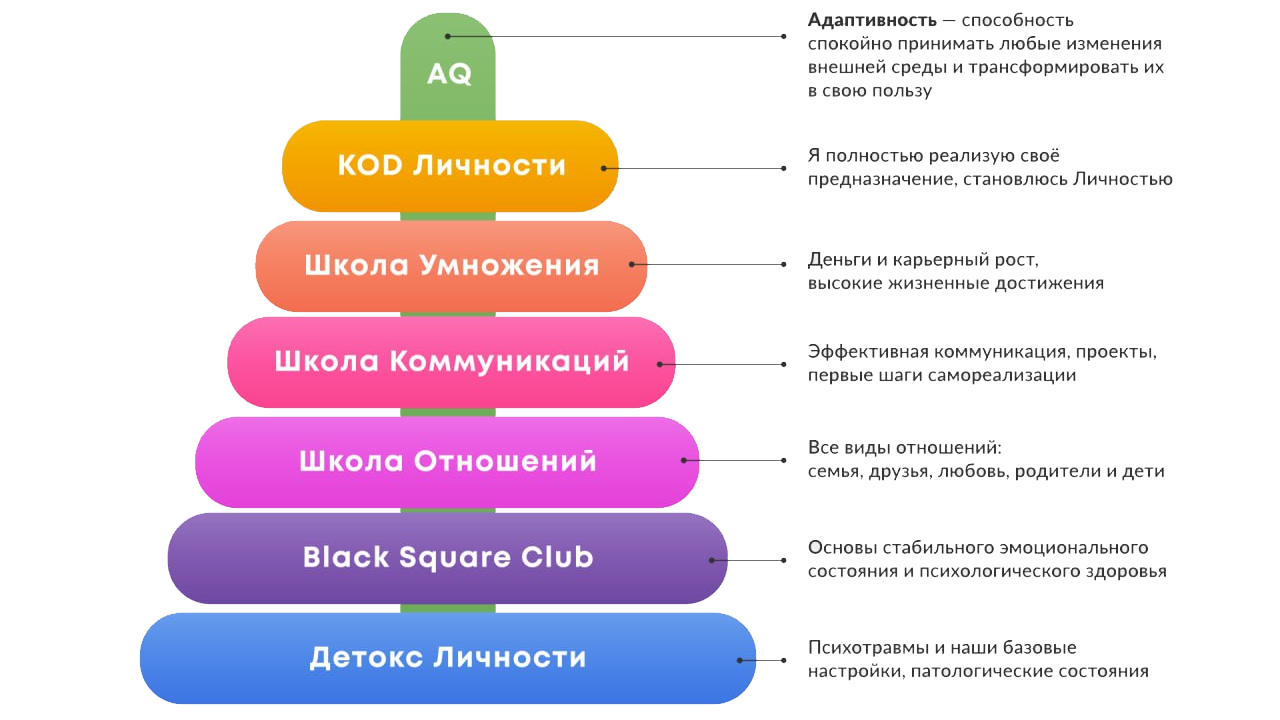 AQ
Адаптивность — способность
спокойно принимать любые изменения
внешней среды и трансформировать их
в свою пользу
KOD Личности
Я полностью реализую своё
предназначение, становлюсь Личностью
Школа Умножения
Деньги и карьерный рост,
высокие жизненные достижения
Школа Коммуникаций
Эффективная коммуникация, проекты,
первые шаги самореализации
Школа Отношений
Все виды отношений:
семья, друзья, любовь, родители и дети
Black Square Club
Основы стабильного эмоционального
состояния и психологического здоровья
Детокс Личности
Психотравмы и наши базовые
настройки, патологические состояния